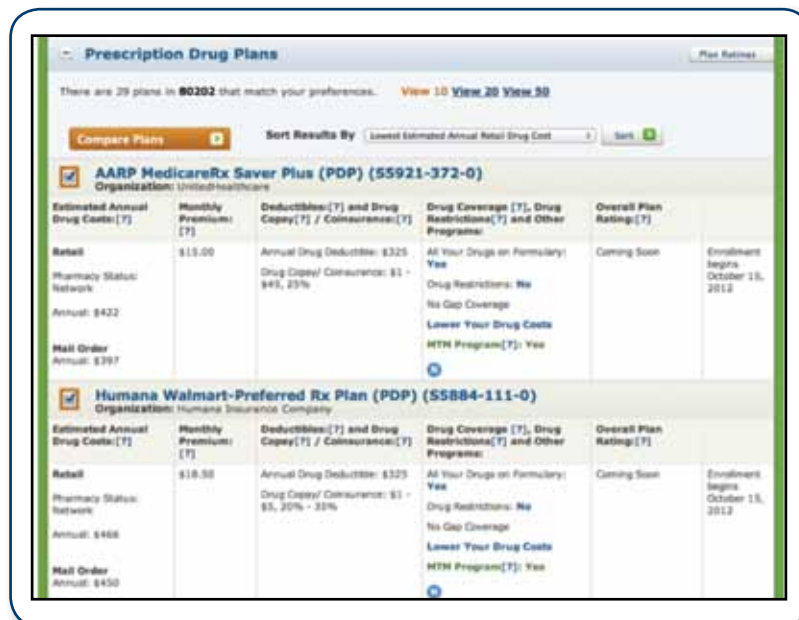 Prescription Drug Plans
Plan Ratings
There are 29 plans in 80202 that match your preferences. View 10 View 20 View 50
Compare Plans
Sort Results By Lowest Estimated Annual Retail Drug Cost Sort
AARP MedicareRx Saver Plus (PDP) (S5921-372-0)
Organization: UnitedHealthcare
Estimated Annual Drug Costs:[?] Monthly Premium:[?] Deductibles:[?] and Drug Copay[?] / Coinsurance:[?] Drug Coverage [?], Drug Restrictions[?] and Other Programs: Overall Plan Rating:[?]
Retail
Pharmacy Status: Network
Annual: $422
Mail Order
Annual: $397
$15.00
Annual Drug Deductible: $325
Drug Copay/ Coinsurance: $1 - $45, 25%
All Your Drugs on Formulary: Yes
Drug Restrictions: No
No Gap Coverage
Lower Your Drug Costs
MTM Program[?]: Yes
N
Coming Soon
Enrollment begins October 15, 2012
Humana Walmart-Preferred Rx Plan (PDP) (S5884-111-0)
Organization: Humana Insurance Company
Estimated Annual Drug Costs:[?] Monthly Premium:[?] Deductibles:[?] and Drug Copay[?] / Coinsurance:[?] Drug Coverage [?], Drug Restrictions[?] and Other Programs: Overall Plan Rating:[?]
Retail
Pharmacy Status: Network
Annual: $466
Mail Order
Annual: $450
$18.50
Annual Drug Deductible: $325
Drug Copay/ Coinsurance: $1 - $5, 20% - 35%
All Your Drugs on Formulary: Yes
Drug Restrictions: No
No Gap Coverage
Lower Your Drug Costs
MTM Program[?]: Yes
N
Coming Soon
Enrollment begins October 15, 2012